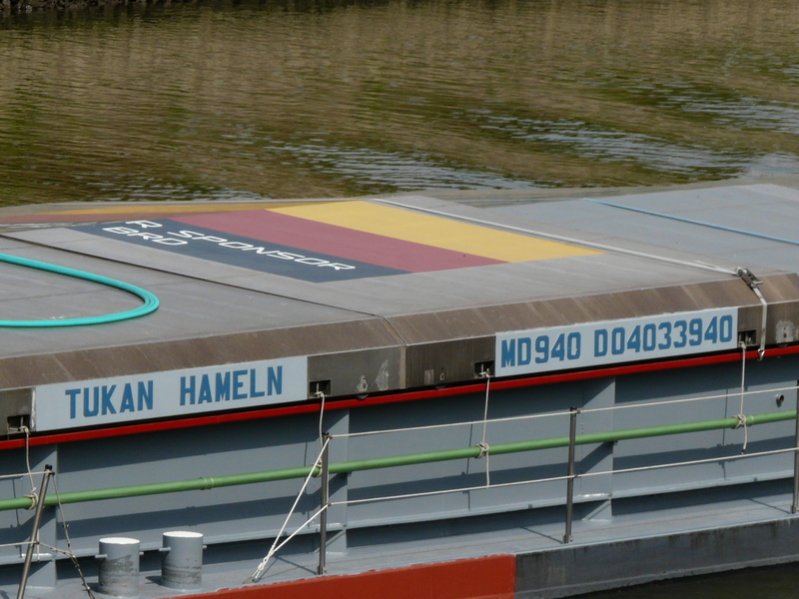 R. SPONSOR
BRD
TUKAN HAMELN
MD940 D04033940